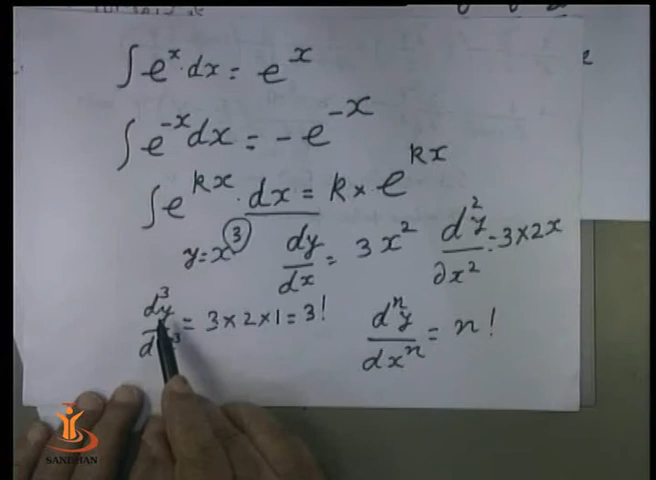 ∫e^x·dx = e^x
∫e^-x dx = -e^-x
∫e^kx·dx = k×e^kx
y=x^3 dy/dx = 3x^2 d^2y/∂x^2 = 3×2x
d^3y/dx^3 = 3×2×1=3! d^ny/dx^n = n!
SANDHAN